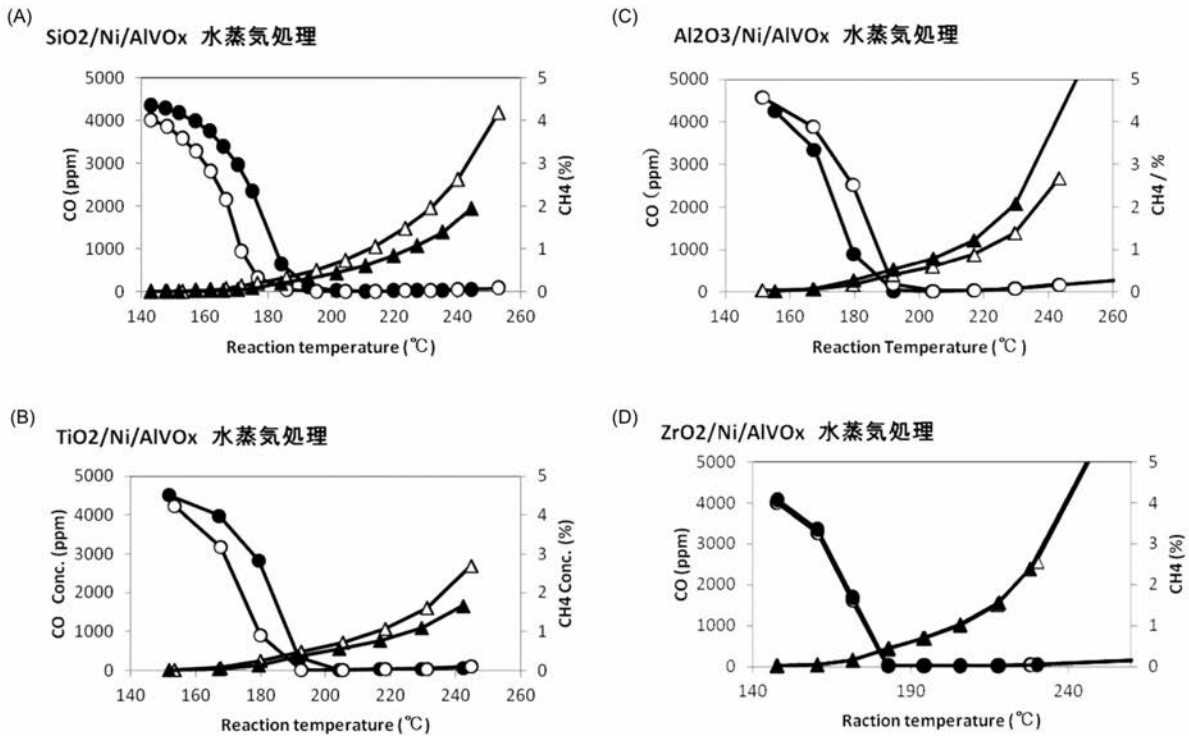 (A)
SiO2/Ni/AlVOx 水蒸気処理
5000
4000
3000
2000
1000
0
CO (ppm)
5
4
3
2
1
0
CH4 (%)
140 160 180 200 220 240 260
Reaction temperature (℃)
(C)
Al2O3/Ni/AlVOx 水蒸気処理
5000
4000
3000
2000
1000
0
CO (ppm)
5
4
3
2
1
0
CH4 / %
140 160 180 200 220 240 260
Reaction Temperature (℃)
(B)
TiO2/Ni/AlVOx 水蒸気処理
5000
4000
3000
2000
1000
0
CO Conc. (ppm)
5
4
3
2
1
0
CH4 Conc. (%)
140 160 180 200 220 240 260
Reaction temperature (℃)
(D)
ZrO2/Ni/AlVOx 水蒸気処理
5000
4000
3000
2000
1000
0
CO (ppm)
5
4
3
2
1
0
CH4 (%)
140 190 240
Raction temperature (℃)